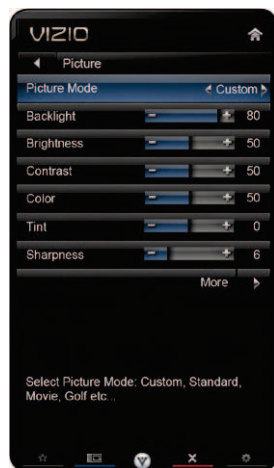 VIZIO
Picture
Picture Mode Custom
Backlight 80
Brightness 50
Contrast 50
Color 50
Tint 0
Sharpness 6
More
Select Picture Mode: Custom, Standard,
Movie, Golf etc...
V